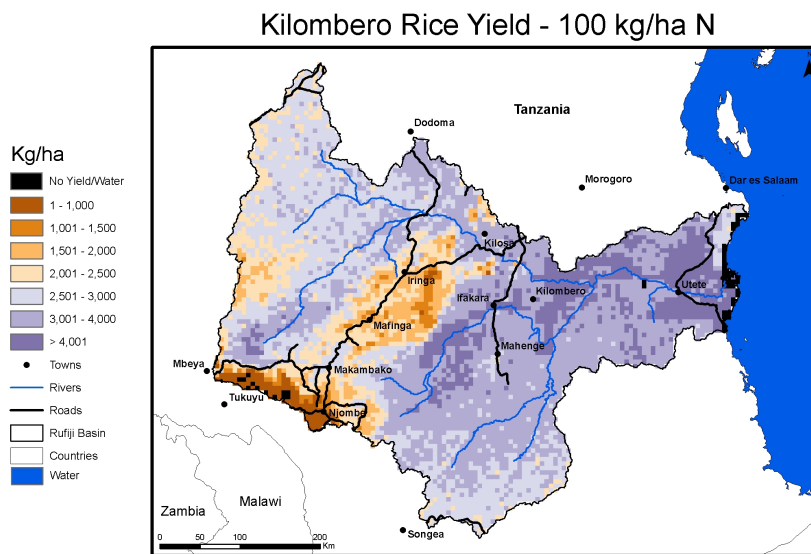 Kilombero Rice Yield - 100 kg/ha N
Tanzania
Dodoma
Morogoro
Dar es Salaam
Kg/ha
No Yield/Water
1 - 1,000
1,001 - 1,500
1,501 - 2,000
2,001 - 2,500
2,501 - 3,000
3,001 - 4,000
> 4,001
Towns
Rivers
Roads
Rufiji Basin
Countries
Water
Kilosa
Iringa
Kilombero
Utete
Ifakara
Mafinga
Mahenge
Mbeya
Makambako
Tukuyu
Njombe
Zambia
Malawi
Songea
0 50 100 200
Km